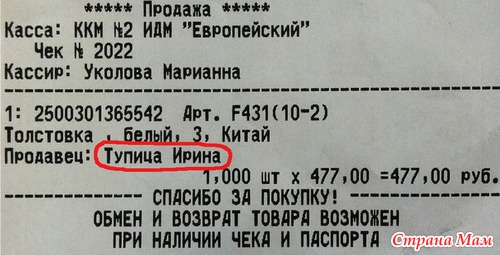 ***** Продажа *****
Касса: ККМ №2 ИДМ "Европейский"
Чек № 2022
Кассир: Уколова Марианна
1: 2500301365542 Арт. F431(10-2)
Толстовка , белый, 3, Китай
Продавец: Тупица Ирина
1,000 шт x 477,00 =477,00 руб.
СПАСИБО ЗА ПОКУПКУ!
ОБМЕН И ВОЗВРАТ ТОВАРА ВОЗМОЖЕН
ПРИ НАЛИЧИИ ЧЕКА И ПАСПОРТА
Страна Мам